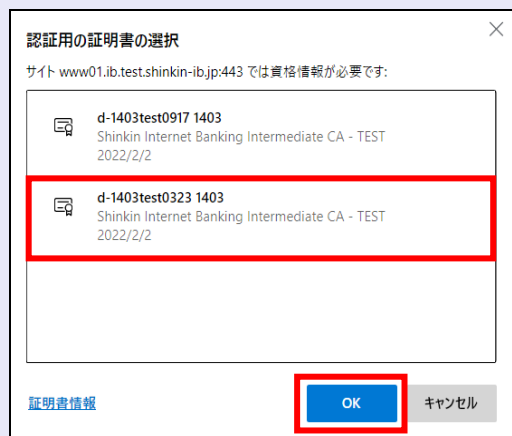 認証用の証明書の選択
サイト www01.ib.test.shinkin-ib.jp:443 では資格情報が必要です:
d-1403test0917 1403
Shinkin Internet Banking Intermediate CA - TEST
2022/2/2
d-1403test0323 1403
Shinkin Internet Banking Intermediate CA - TEST
2022/2/2
証明書情報
OK
キャンセル